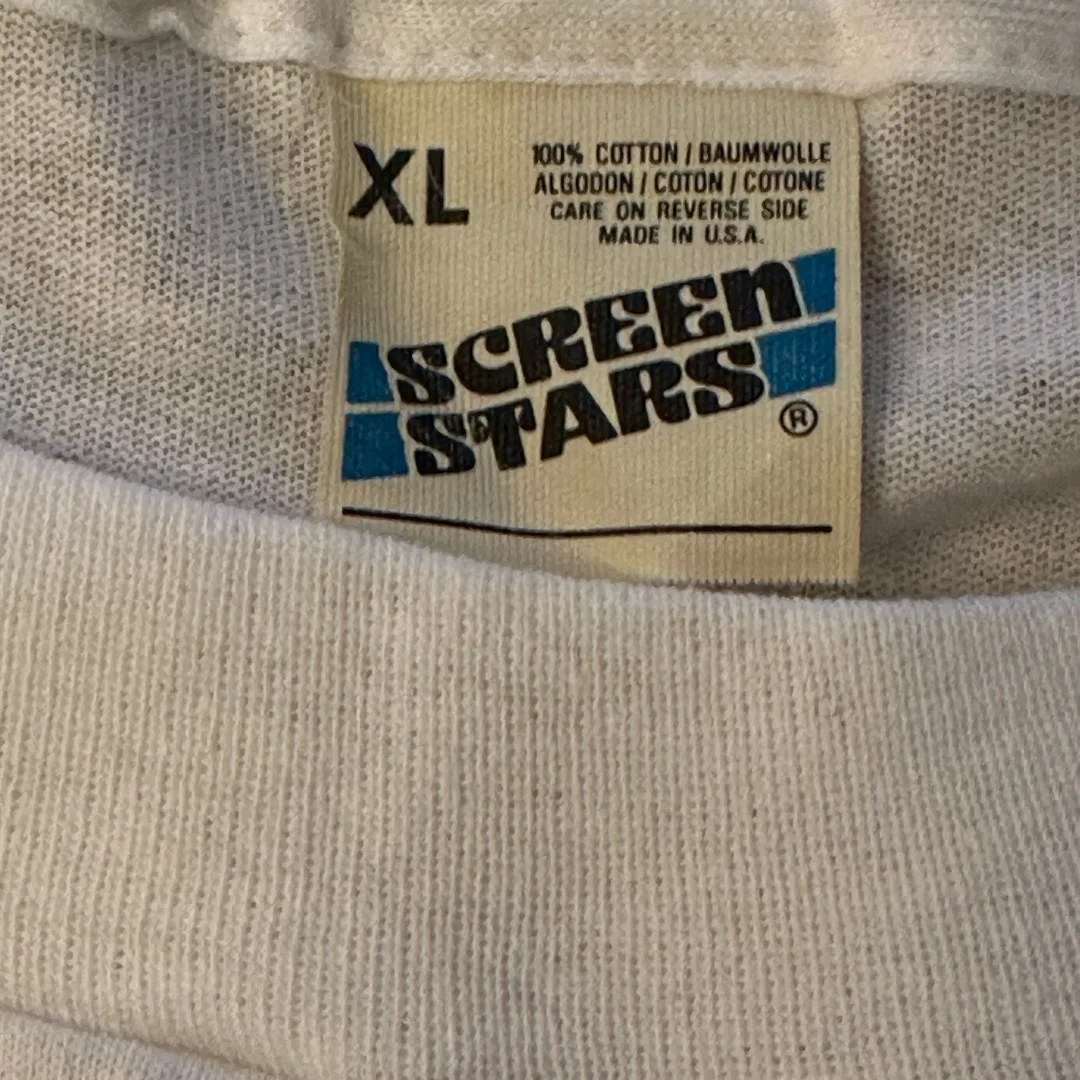 XL
100% COTTON / BAUMWOLLE
ALGODON / COTON / COTONE
CARE ON REVERSE SIDE
MADE IN U.S.A.
SCREEN
STARS ®